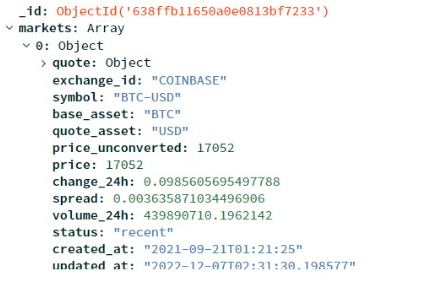 _id: ObjectId('638ffb11650a0e0813bf7233')
markets: Array
0: Object
quote: Object
exchange_id: "COINBASE"
symbol: "BTC-USD"
base_asset: "BTC"
quote_asset: "USD"
price_unconverted: 17052
price: 17052
change_24h: 0.0985605695497788
spread: 0.003635871034496906
volume_24h: 439890710.1962142
status: "recent"
created_at: "2021-09-21T01:21:25"
updated_at: "2022-12-07T02:31:30.198577"